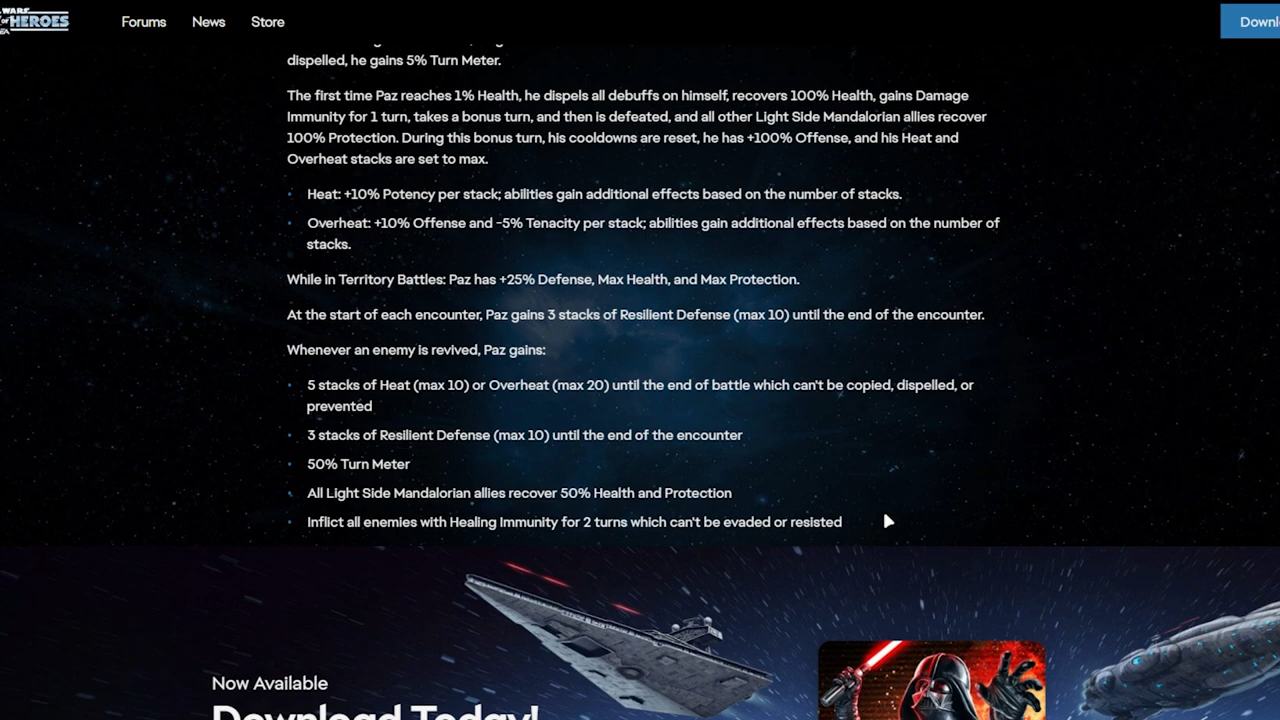 WARS
OF HEROES
EA
Forums
News
Store
Downl
dispelled, he gains 5% Turn Meter.
The first time Paz reaches 1% Health, he dispels all debuffs on himself, recovers 100% Health, gains Damage
Immunity for 1 turn, takes a bonus turn, and then is defeated, and all other Light Side Mandalorian allies recover
100% Protection. During this bonus turn, his cooldowns are reset, he has +100% Offense, and his Heat and
Overheat stacks are set to max.
Heat: +10% Potency per stack; abilities gain additional effects based on the number of stacks.
Overheat: +10% Offense and -5% Tenacity per stack; abilities gain additional effects based on the number of
stacks.
While in Territory Battles: Paz has +25% Defense, Max Health, and Max Protection.
At the start of each encounter, Paz gains 3 stacks of Resilient Defense (max 10) until the end of the encounter.
Whenever an enemy is revived, Paz gains:
5 stacks of Heat (max 10) or Overheat (max 20) until the end of battle which can't be copied, dispelled, or
prevented
3 stacks of Resilient Defense (max 10) until the end of the encounter
50% Turn Meter
All Light Side Mandalorian allies recover 50% Health and Protection
Inflict all enemies with Healing Immunity for 2 turns which can't be evaded or resisted
Now Available
Download Today!